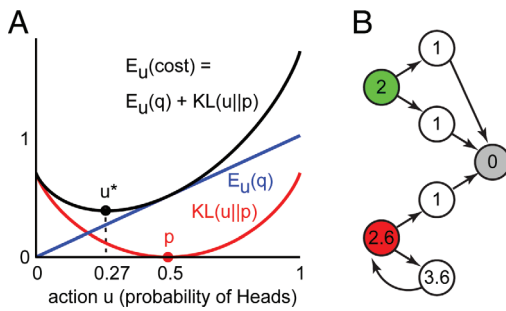 A
E_u(cost) =
E_u(q) + KL(u||p)
1
u*
E_u(q)
KL(u||p)
p
0
0
0.27
0.5
1
action u (probability of Heads)
B
1
2
1
0
1
2.6
3.6